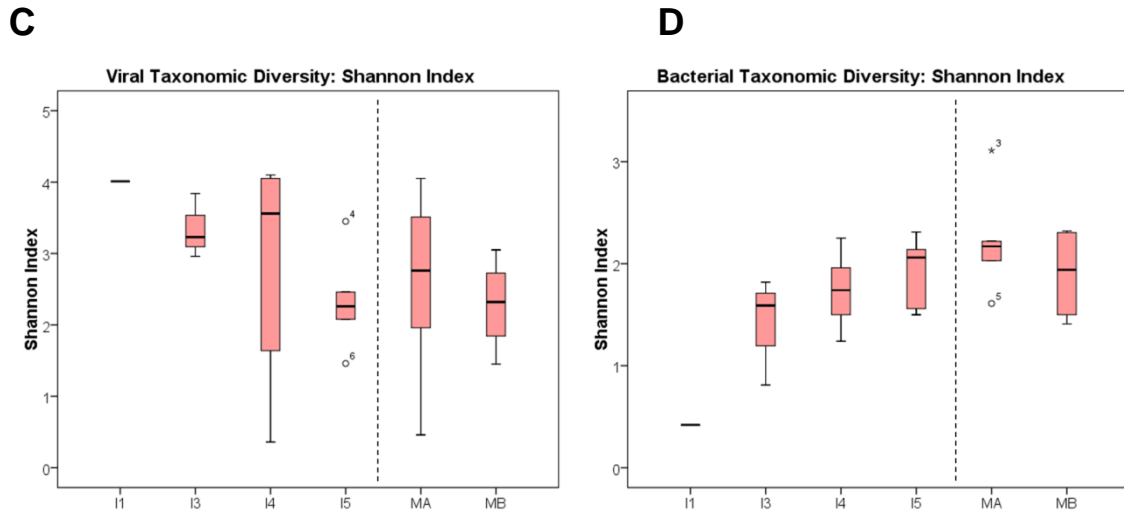 C
Viral Taxonomic Diversity: Shannon Index
Shannon Index
5
4
3
2
1
0
4
6
I1 I3 I4 I5 MA MB
D
Bacterial Taxonomic Diversity: Shannon Index
Shannon Index
3
2
1
0
*3
5
I1 I3 I4 I5 MA MB